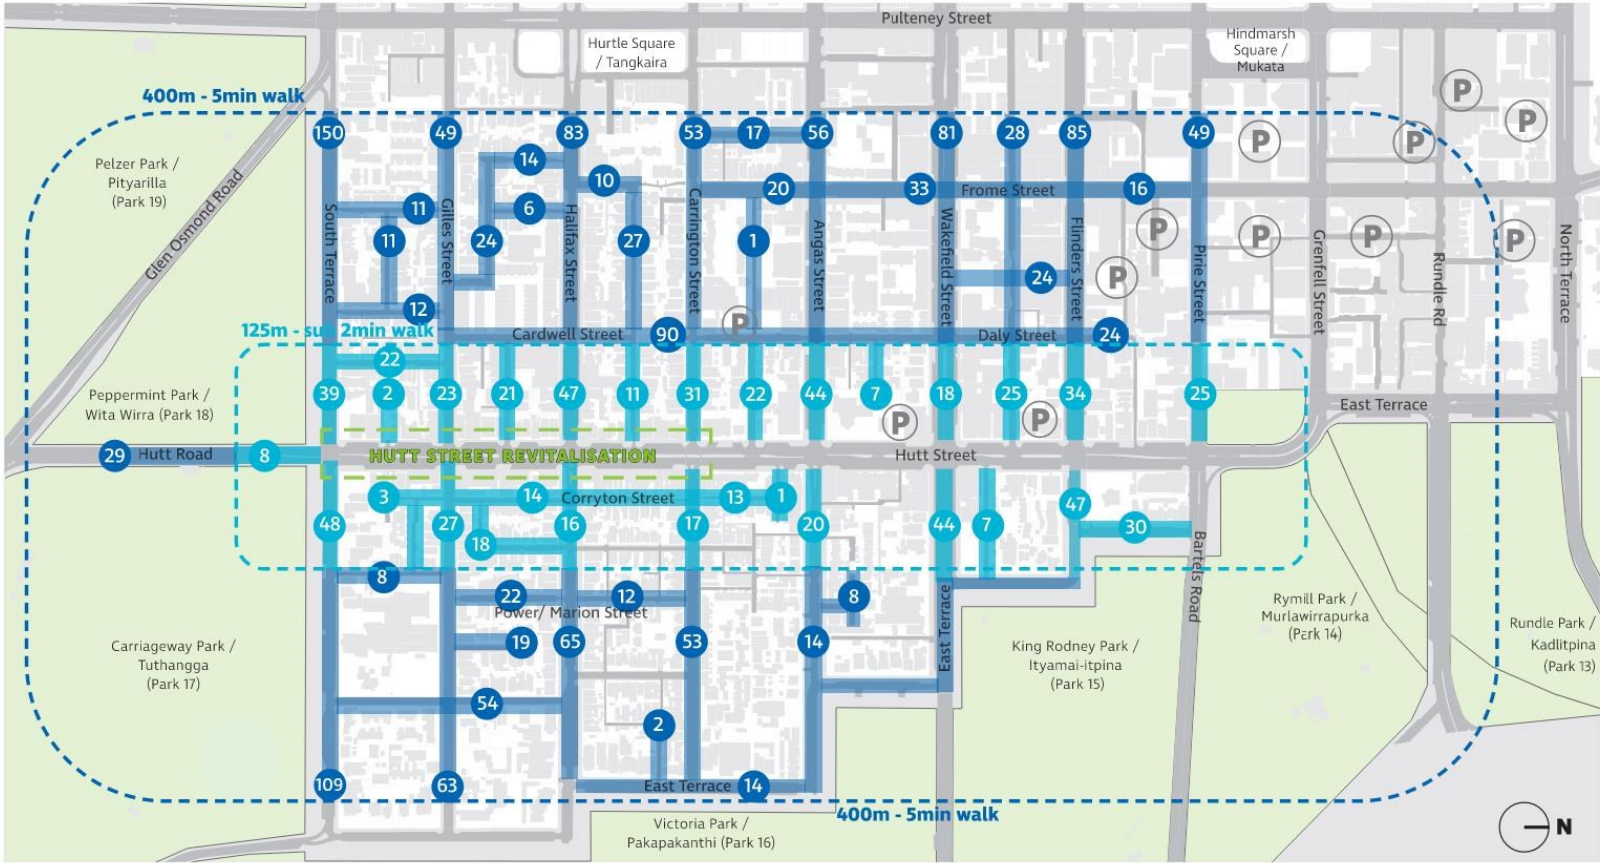 Pulteney Street
Hurtle Square
/ Tangkaira
Hindmarsh
Square /
Mukata
P
P
400m - 5min walk
150
49
83
53
17
56
81
28
85
49
P
P
Pelzer Park /
Pityarilla
(Park 19)
14
10
20
33
Frome Street
16
11
6
Glen Osmond Road
South Terrace
Gilles Street
Halifax Street
Carrington Street
Angas Street
Wakefield Street
Flinders Street
Pirie Street
Grenfell Street
Rundle Rd
North Terrace
11
24
27
1
P
P
P
P
24
P
12
125m - sub 2min walk
Cardwell Street
90
P
Daly Street
24
22
Peppermint Park /
Wita Wirra (Park 18)
39
2
23
21
47
11
31
22
44
7
18
25
34
25
East Terrace
P
P
29
Hutt Road
8
HUTT STREET REVITALISATION
Hutt Street
3
14
Corryton Street
13
1
47
48
27
16
17
20
44
7
30
18
Bartels Road
8
22
12
8
Power/ Marion Street
East Terrace
Rymill Park /
Murlawirrapurka
(Park 14)
Rundle Park /
Kadlitpina
(Park 13)
Carriageway Park /
Tuthangga
(Park 17)
19
65
53
14
King Rodney Park /
Ityamai-itpina
(Park 15)
54
2
109
63
East Terrace
14
400m - 5min walk
Victoria Park /
Pakapakanthi (Park 16)
N